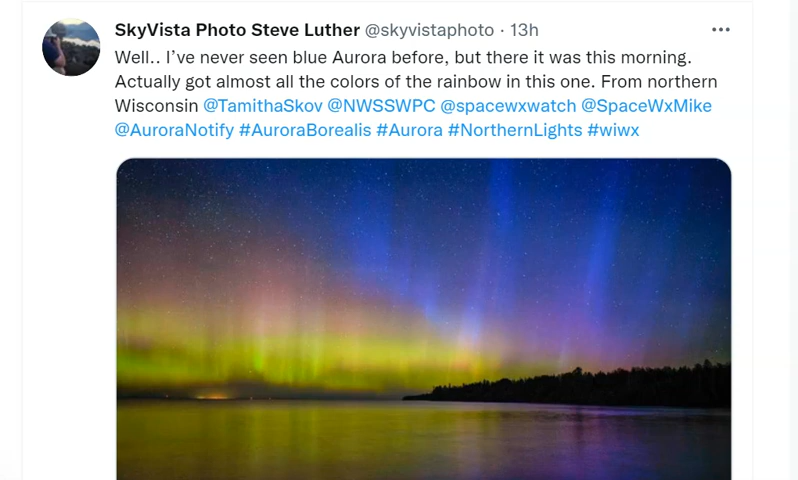 SkyVista Photo Steve Luther @skyvistaphoto · 13h
Well.. I’ve never seen blue Aurora before, but there it was this morning.
Actually got almost all the colors of the rainbow in this one. From northern
Wisconsin @TamithaSkov @NWSSWPC @spacewxwatch @SpaceWxMike
@AuroraNotify #AuroraBorealis #Aurora #NorthernLights #wiwx